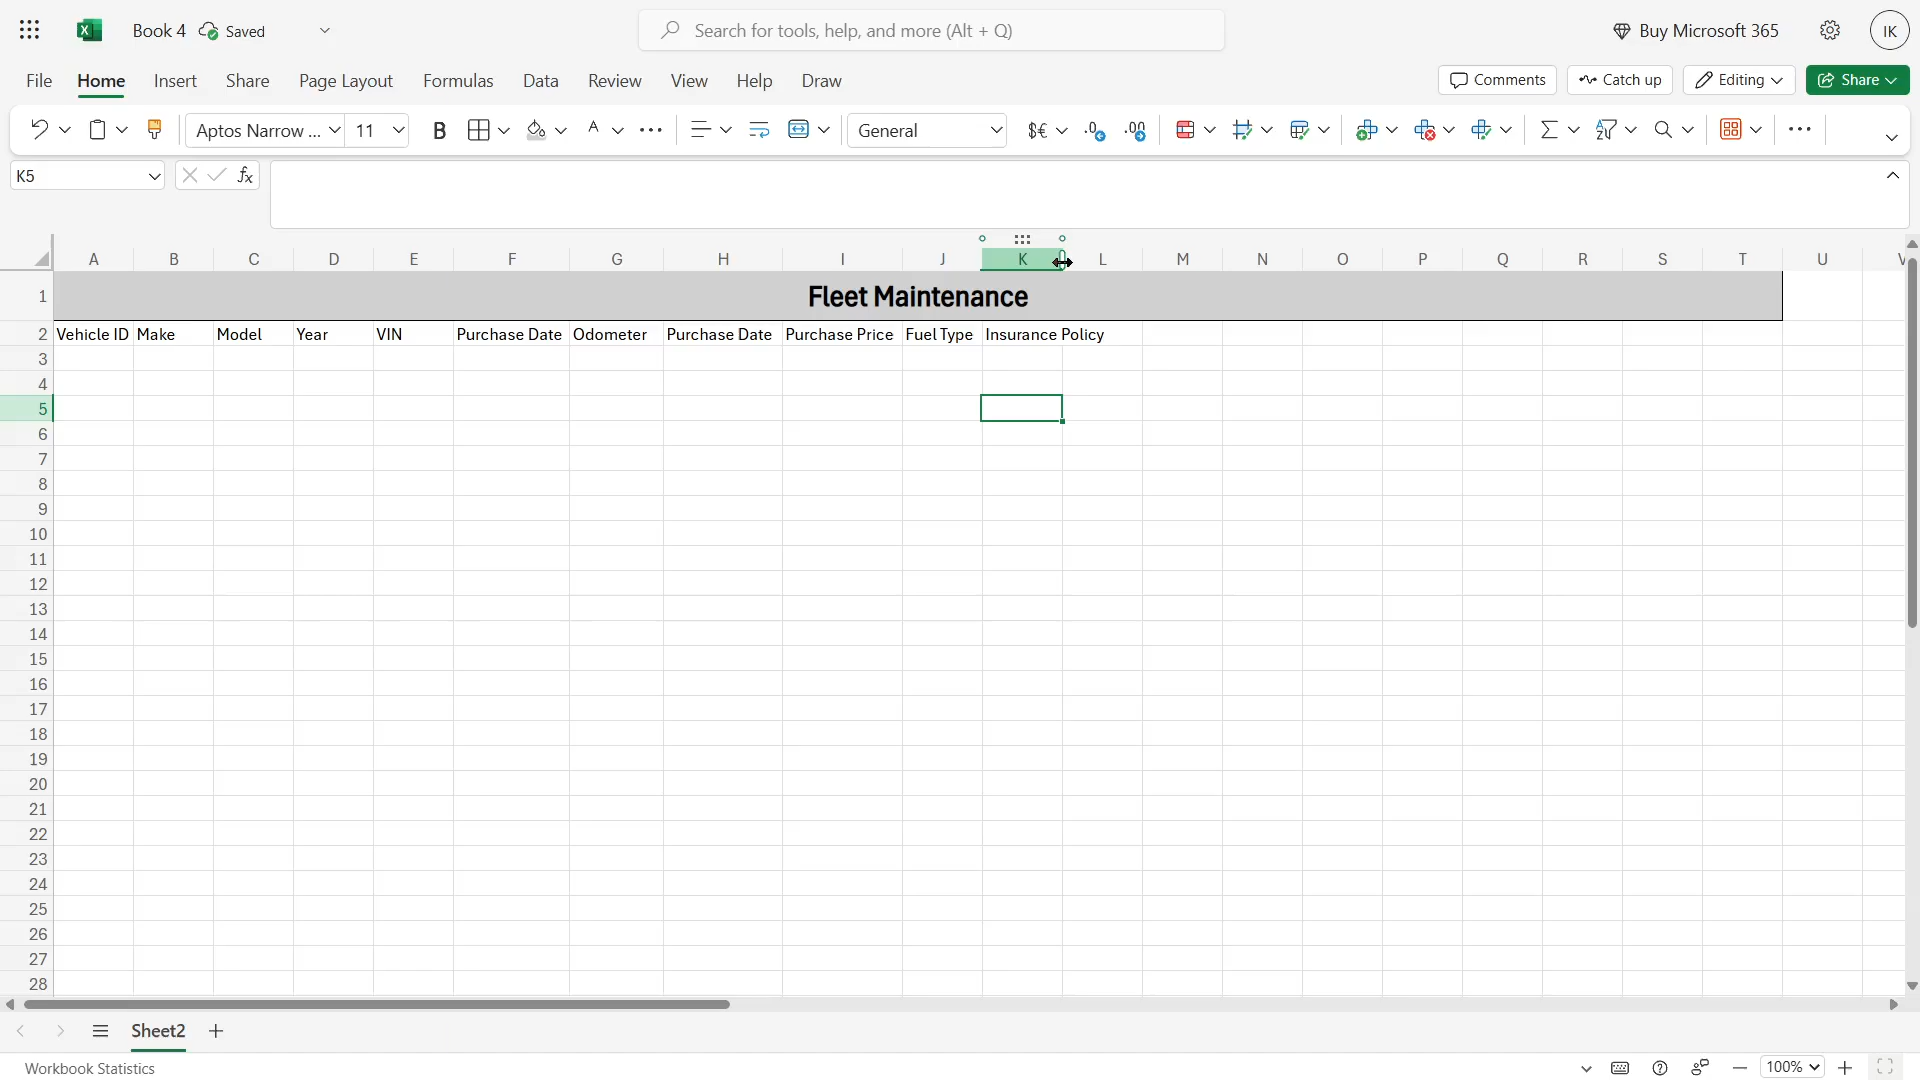 Book 4 Saved
Search for tools, help, and more (Alt + Q)
Buy Microsoft 365
IK
File Home Insert Share Page Layout Formulas Data Review View Help Draw
Comments Catch up Editing Share
Aptos Narrow ... 11 B A General $€ .0 .00
K5 fx
A B C D E F G H I J K L M N O P Q R S T U V
1 Fleet Maintenance
2 Vehicle ID Make Model Year VIN Purchase Date Odometer Purchase Date Purchase Price Fuel Type Insurance Policy
3
4
5
6
7
8
9
10
11
12
13
14
15
16
17
18
19
20
21
22
23
24
25
26
27
28
Sheet2
Workbook Statistics
100%